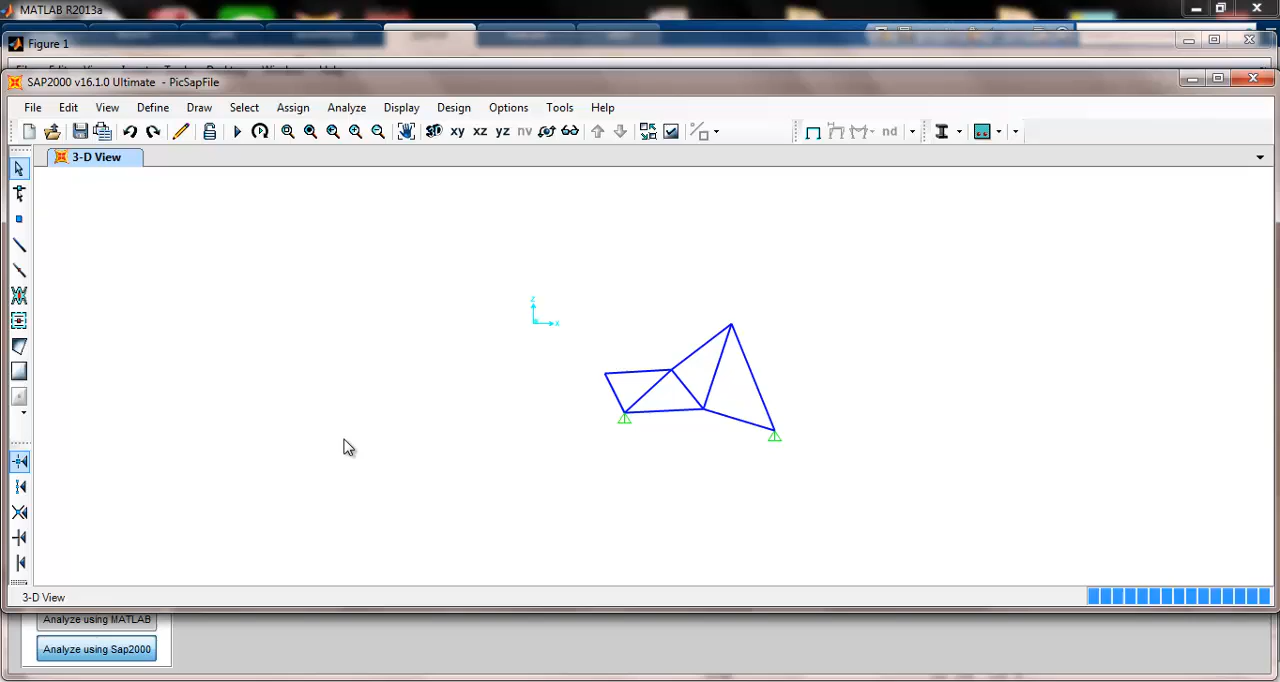 MATLAB R2013a
Figure 1
SAP2000 v16.1.0 Ultimate - PicSapFile
File Edit View Define Draw Select Assign Analyze Display Design Options Tools Help
3D xy xz yz nv nd
3-D View
z
x
3-D View
Analyze using MATLAB
Analyze using Sap2000